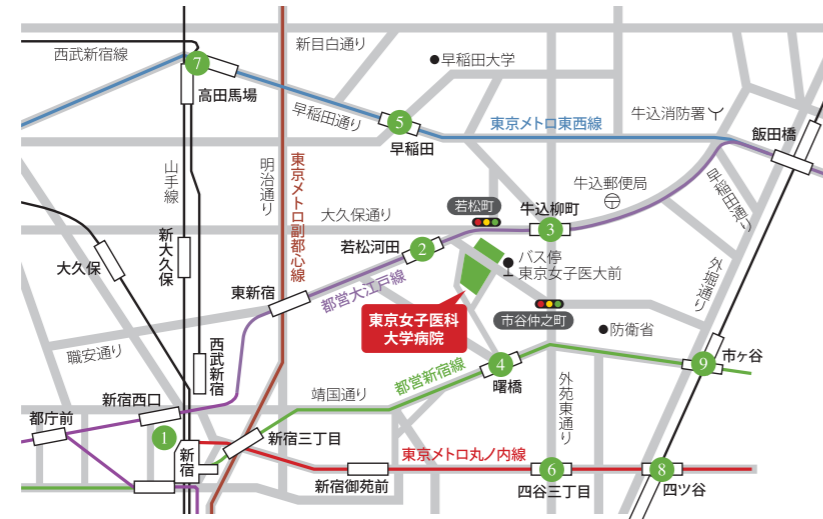 新目白通り
西武新宿線
早稲田大学
7
高田馬場
早稲田通り
5
早稲田
東京メトロ東西線
牛込消防署
飯田橋
山手線
明治通り
東京メトロ副都心線
大久保通り
若松町
牛込柳町
3
牛込郵便局
早稲田通り
新大久保
大久保
若松河田
2
バス停
東京女子医大前
外堀通り
東新宿
都営大江戸線
東京女子医科
大学病院
市谷仲之町
防衛省
市ヶ谷
9
職安通り
西武新宿
都営新宿線
4
曙橋
外苑東通り
靖国通り
新宿西口
都庁前
1
新宿
新宿三丁目
東京メトロ丸ノ内線
新宿御苑前
6
四谷三丁目
8
四ツ谷